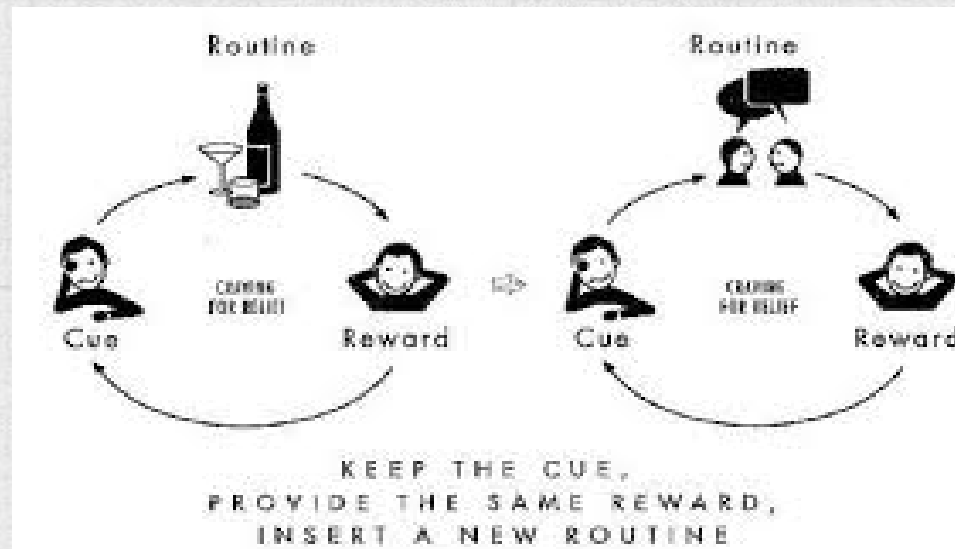 Routine
CRAVING
FOR RELIEF
Cue
Reward
Routine
CRAVING
FOR RELIEF
Cue
Reward
KEEP THE CUE,
PROVIDE THE SAME REWARD,
INSERT A NEW ROUTINE